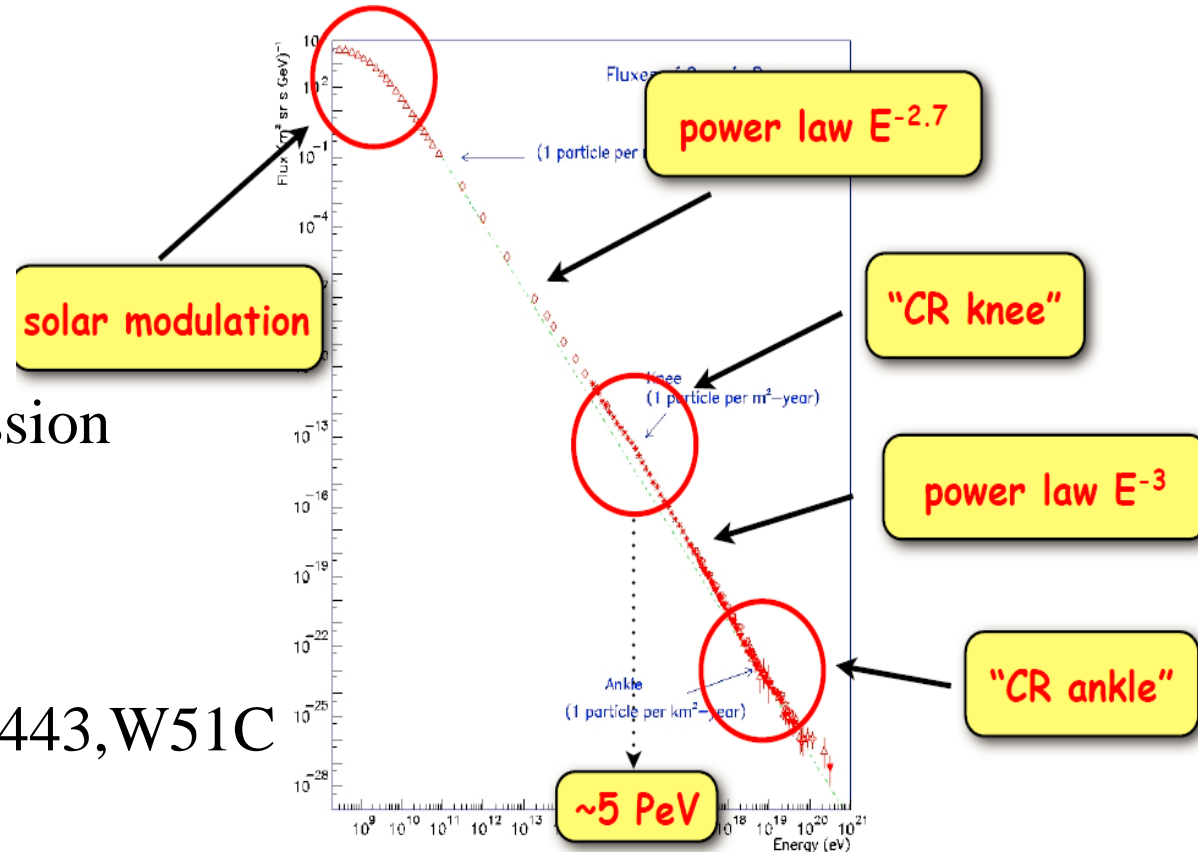 10
Fluxes of
Flux (m² sr s GeV)⁻¹
10²
power law E⁻²·⁷
10⁻¹
(1 particle per
10⁻⁴
solar modulation
"CR knee"
Knee
(1 particle per m²−year)
ssion
10⁻¹³
power law E⁻³
10⁻¹⁶
10⁻¹⁹
10⁻²²
"CR ankle"
Ankle
(1 particle per km²−year)
10⁻²⁵
443,W51C
10⁻²⁸
~5 PeV
10⁹ 10¹⁰ 10¹¹ 10¹² 10¹³ 10¹⁸ 10¹⁹ 10²⁰ 10²¹
Energy (eV)